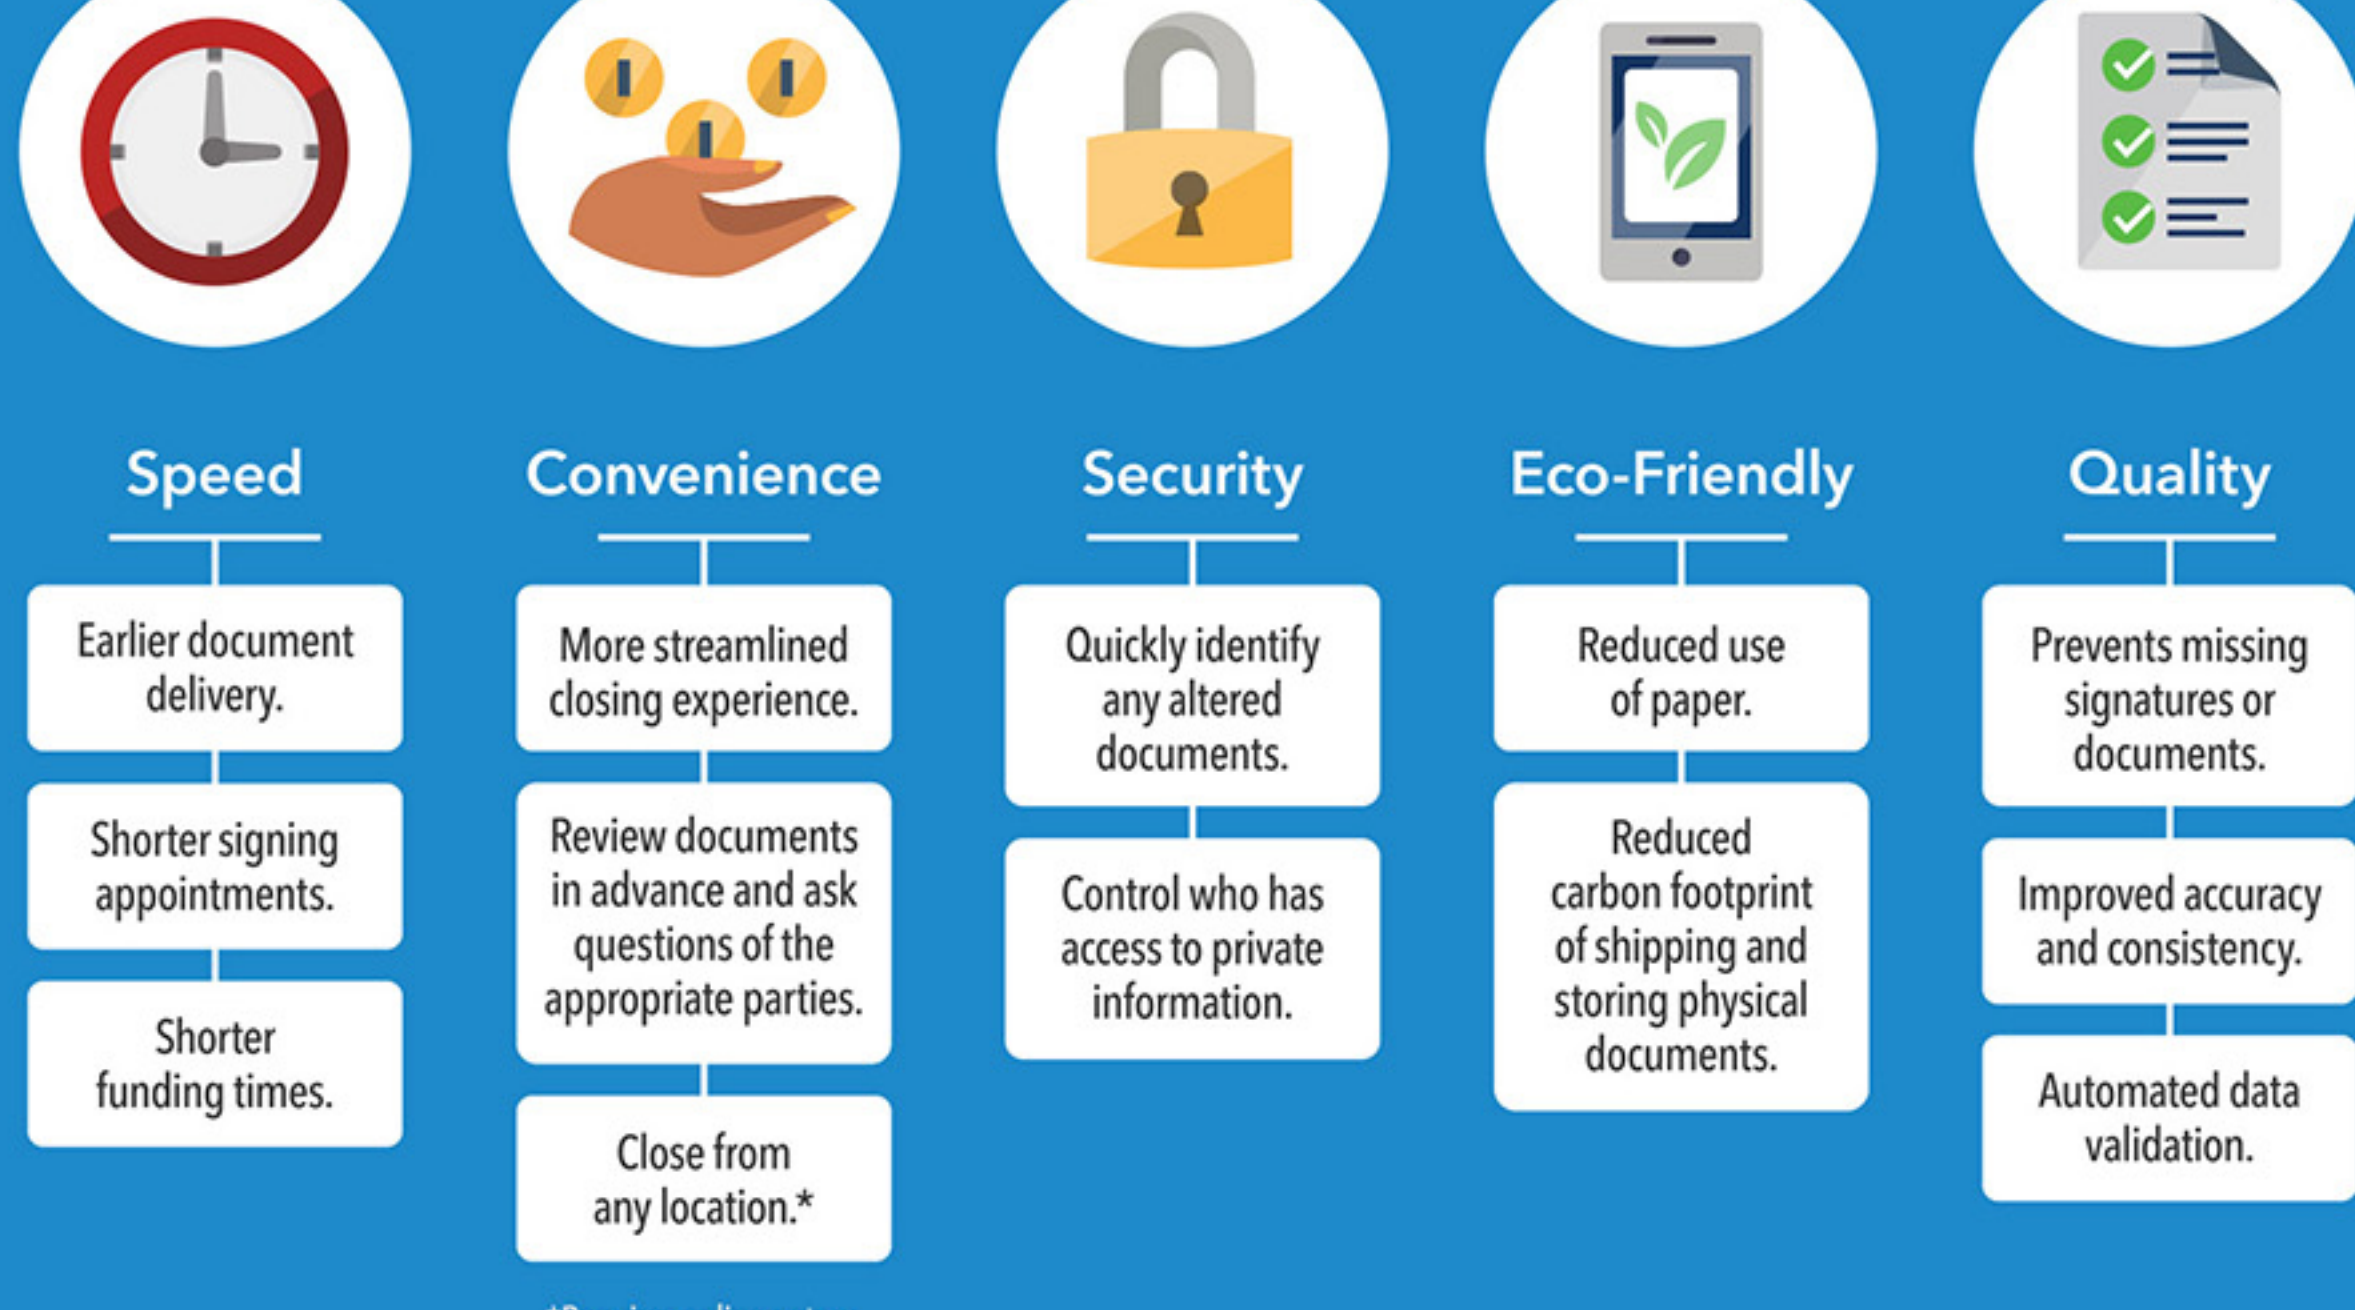 Speed
Earlier document
delivery.
Shorter signing
appointments.
Shorter
funding times.
Convenience
More streamlined
closing experience.
Review documents
in advance and ask
questions of the
appropriate parties.
Close from
any location.*
Security
Quickly identify
any altered
documents.
Control who has
access to private
information.
Eco-Friendly
Reduced use
of paper.
Reduced
carbon footprint
of shipping and
storing physical
documents.
Quality
Prevents missing
signatures or
documents.
Improved accuracy
and consistency.
Automated data
validation.